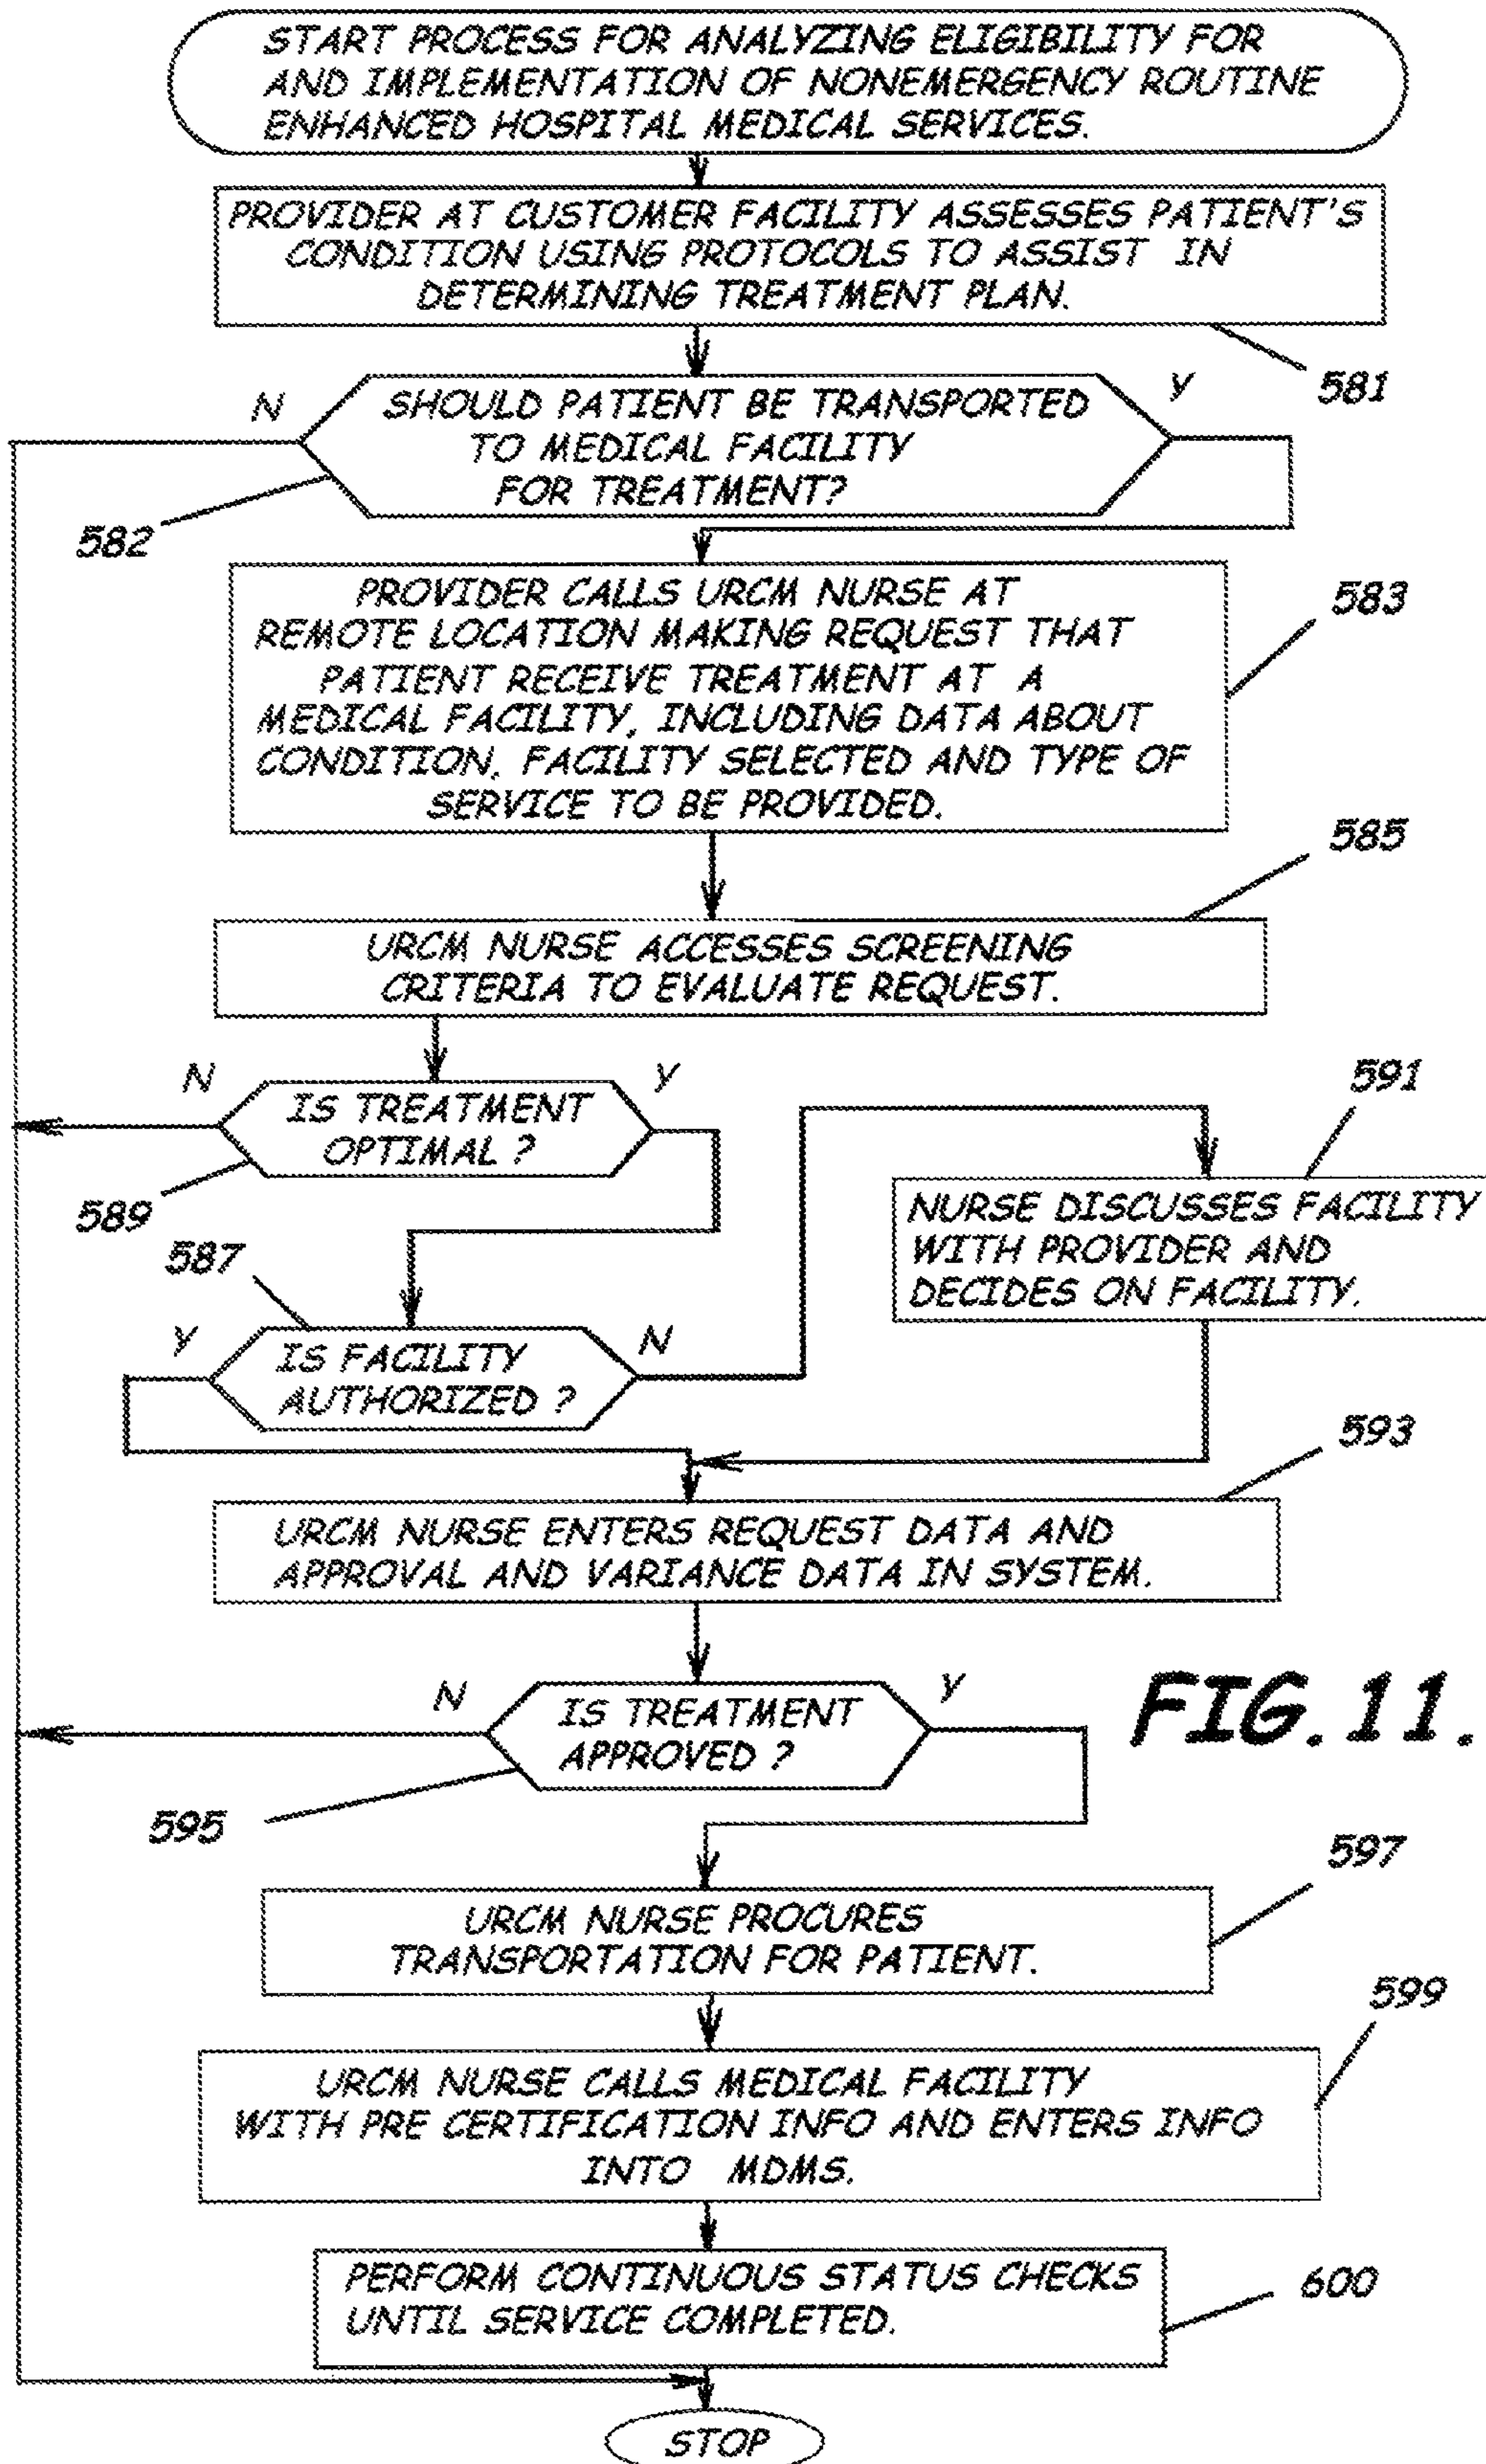 START PROCESS FOR ANALYZING ELIGIBILITY FOR
AND IMPLEMENTATION OF NONEMERGENCY ROUTINE
ENHANCED HOSPITAL MEDICAL SERVICES.
PROVIDER AT CUSTOMER FACILITY ASSESSES PATIENT'S
CONDITION USING PROTOCOLS TO ASSIST IN
DETERMINING TREATMENT PLAN.
581
N
SHOULD PATIENT BE TRANSPORTED
TO MEDICAL FACILITY
FOR TREATMENT?
Y
582
PROVIDER CALLS URCM NURSE AT
REMOTE LOCATION MAKING REQUEST THAT
PATIENT RECEIVE TREATMENT AT A
MEDICAL FACILITY, INCLUDING DATA ABOUT
CONDITION, FACILITY SELECTED AND TYPE OF
SERVICE TO BE PROVIDED.
583
585
URCM NURSE ACCESSES SCREENING
CRITERIA TO EVALUATE REQUEST.
N
IS TREATMENT
OPTIMAL ?
Y
589
591
NURSE DISCUSSES FACILITY
WITH PROVIDER AND
DECIDES ON FACILITY.
587
Y
IS FACILITY
AUTHORIZED ?
N
593
URCM NURSE ENTERS REQUEST DATA AND
APPROVAL AND VARIANCE DATA IN SYSTEM.
N
IS TREATMENT
APPROVED ?
Y
FIG. 11.
595
597
URCM NURSE PROCURES
TRANSPORTATION FOR PATIENT.
599
URCM NURSE CALLS MEDICAL FACILITY
WITH PRE CERTIFICATION INFO AND ENTERS INFO
INTO MDMS.
PERFORM CONTINUOUS STATUS CHECKS
UNTIL SERVICE COMPLETED.
600
STOP